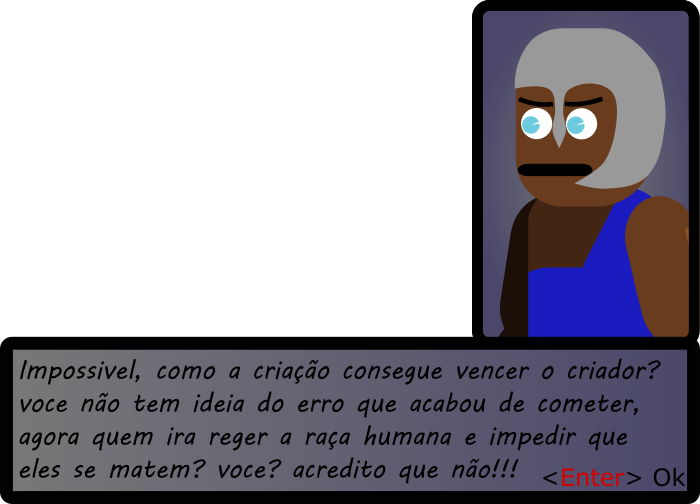 Impossivel, como a criação consegue vencer o criador?
voce não tem ideia do erro que acabou de cometer,
agora quem ira reger a raça humana e impedir que
eles se matem? voce? acredito que não!!!
<Enter> Ok